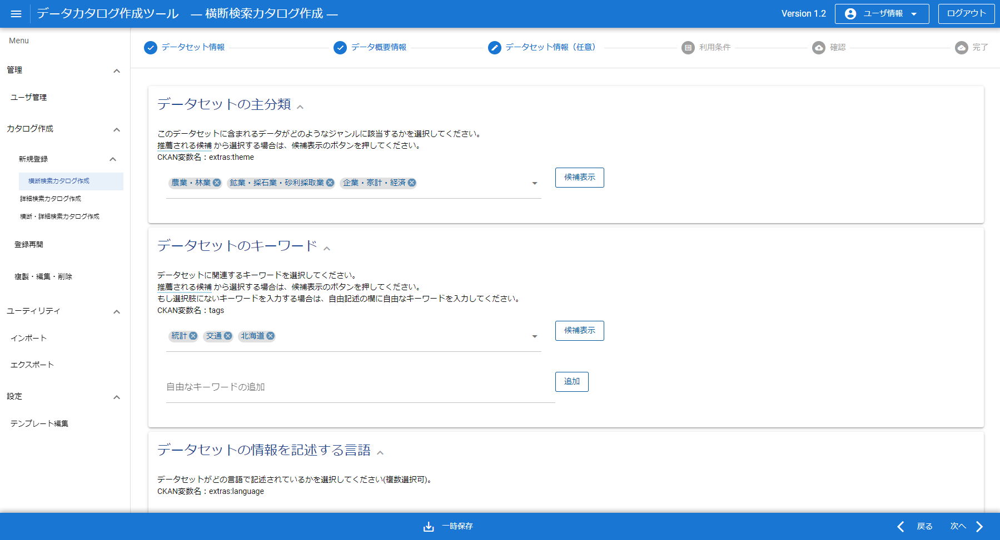 データカタログ作成ツール ― 横断検索カタログ作成 ―
Version 1.2
ユーザ情報
ログアウト
Menu
管理
ユーザ管理
カタログ作成
新規登録
横断検索カタログ作成
詳細検索カタログ作成
横断・詳細検索カタログ作成
登録再開
複製・編集・削除
ユーティリティ
インポート
エクスポート
設定
テンプレート編集
データセット情報
データ概要情報
データセット情報（任意）
利用条件
確認
完了
データセットの主分類
このデータセットに含まれるデータがどのようなジャンルに該当するかを選択してください。
推薦される候補 から選択する場合は、候補表示のボタンを押してください。
CKAN変数名：extras:theme
農業・林業 鉱業・採石業・砂利採取業 企業・家計・経済
候補表示
データセットのキーワード
データセットに関連するキーワードを選択してください。
推薦される候補 から選択する場合は、候補表示のボタンを押してください。
もし選択肢にないキーワードを入力する場合は、自由記述の欄に自由なキーワードを入力してください。
CKAN変数名：tags
統計 交通 北海道
候補表示
自由なキーワードの追加
追加
データセットの情報を記述する言語
データセットがどの言語で記述されているかを選択してください(複数選択可)。
CKAN変数名：extras:language
一時保存
戻る
次へ